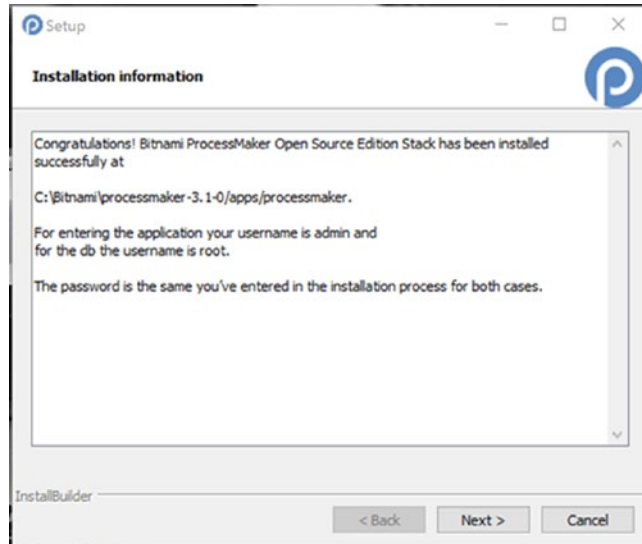 Setup
Installation information
Congratulations! Bitnami ProcessMaker Open Source Edition Stack has been installed
successfully at
C:\Bitnami\processmaker-3.1-0/apps/processmaker.
For entering the application your username is admin and
for the db the username is root.
The password is the same you've entered in the installation process for both cases.
InstallBuilder
< Back
Next >
Cancel